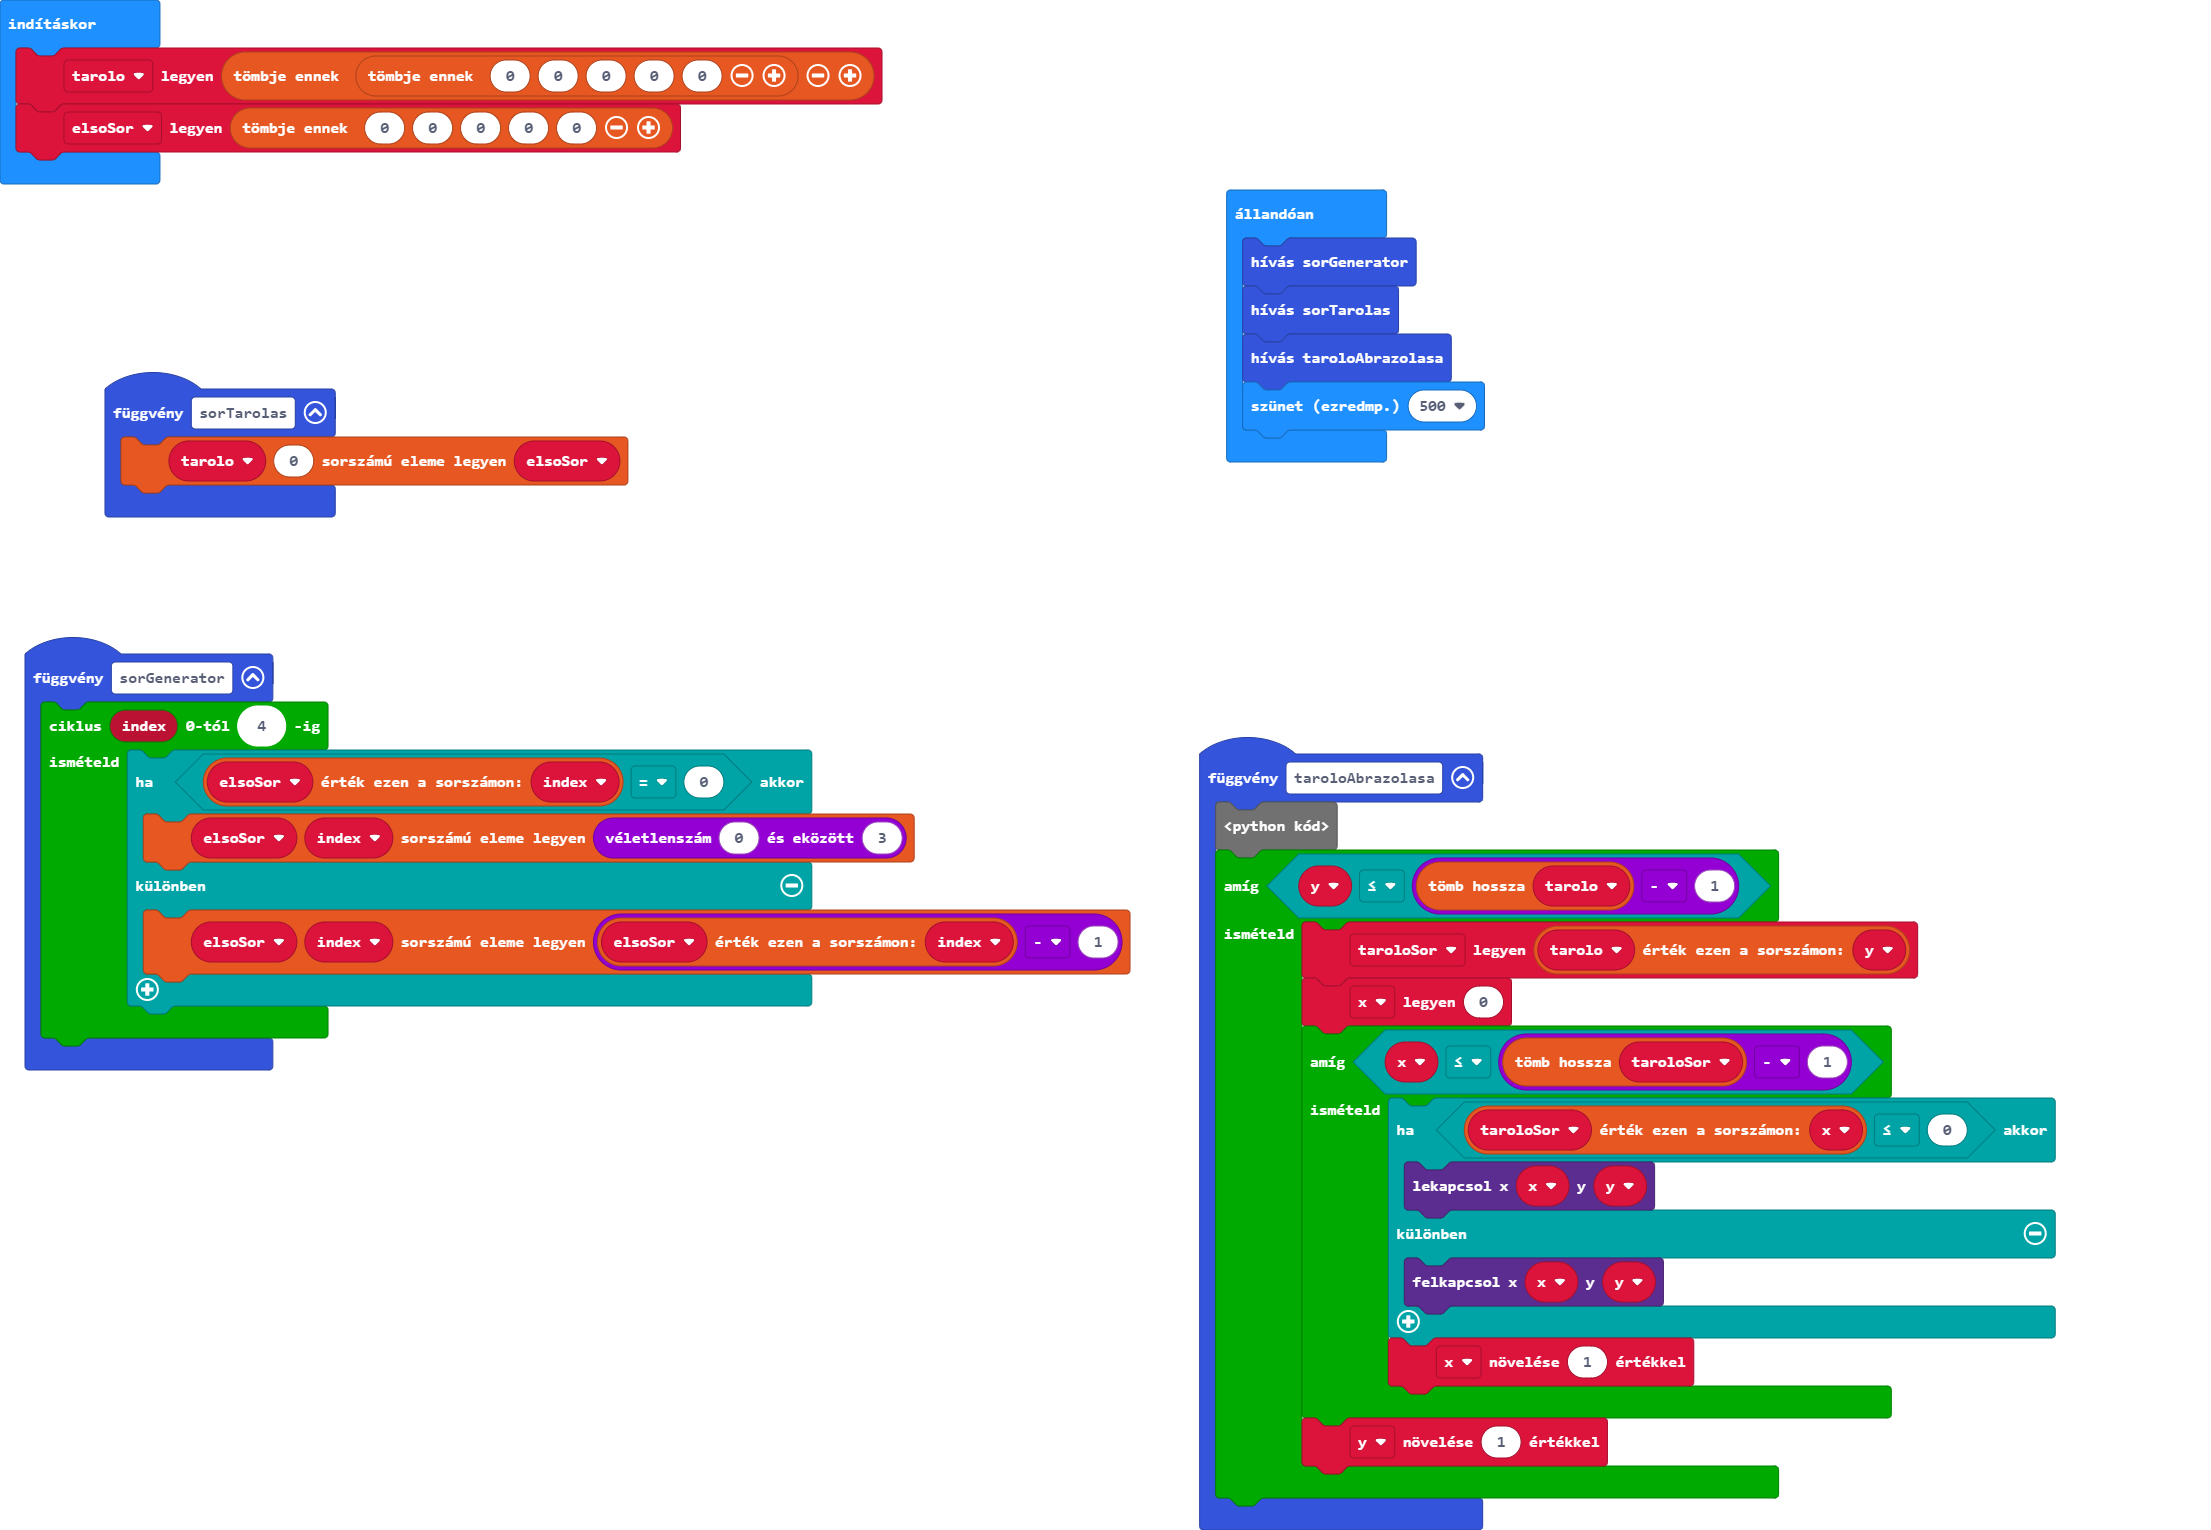 indításkor
tarolo legyen tömbje ennek tömbje ennek 0 0 0 0 0
elsoSor legyen tömbje ennek 0 0 0 0 0
állandóan
hívás sorGenerator
hívás sorTarolas
hívás taroloAbrazolasa
szünet (ezredmp.) 500
függvény sorTarolas
tarolo 0 sorszámú eleme legyen elsoSor
függvény sorGenerator
ciklus index 0-tól 4 -ig
ismételd
ha elsoSor érték ezen a sorszámon: index = 0 akkor
elsoSor index sorszámú eleme legyen véletlenszám 0 és eközött 3
különben
elsoSor index sorszámú eleme legyen elsoSor érték ezen a sorszámon: index - 1
függvény taroloAbrazolasa
<python kód>
amíg y ≤ tömb hossza tarolo - 1
ismételd
taroloSor legyen tarolo érték ezen a sorszámon: y
x legyen 0
amíg x ≤ tömb hossza taroloSor - 1
ismételd
ha taroloSor érték ezen a sorszámon: x ≤ 0 akkor
lekapcsol x x y y
különben
felkapcsol x x y y
x növelése 1 értékkel
y növelése 1 értékkel